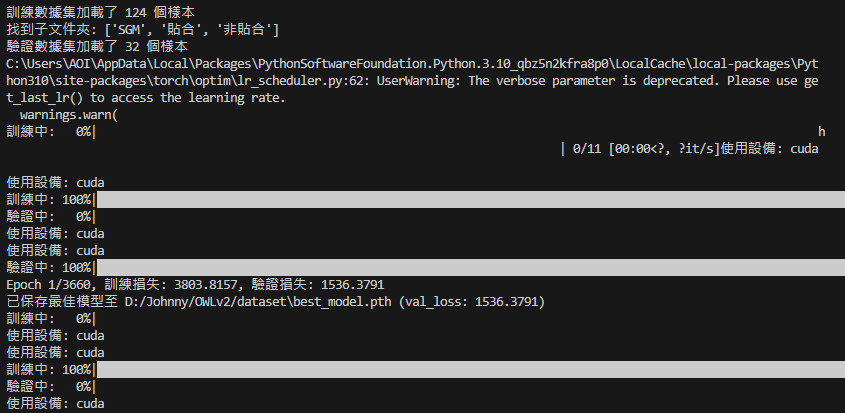 訓練數據集加載了 124 個樣本
找到子文件夾: ['SGM', '貼合', '非貼合']
驗證數據集加載了 32 個樣本
C:\Users\AOI\AppData\Local\Packages\PythonSoftwareFoundation.Python.3.10_qbz5n2kfra8p0\LocalCache\local-packages\Pyt
hon310\site-packages\torch\optim\lr_scheduler.py:62: UserWarning: The verbose parameter is deprecated. Please use ge
t_last_lr() to access the learning rate.
  warnings.warn(
訓練中:   0%| h
| 0/11 [00:00<?, ?it/s]使用設備: cuda
使用設備: cuda
訓練中: 100%|
驗證中:   0%|
使用設備: cuda
使用設備: cuda
驗證中: 100%|
Epoch 1/3660, 訓練損失: 3803.8157, 驗證損失: 1536.3791
已保存最佳模型至 D:/Johnny/OWLv2/dataset\best_model.pth (val_loss: 1536.3791)
訓練中:   0%|
使用設備: cuda
使用設備: cuda
訓練中: 100%|
驗證中:   0%|
使用設備: cuda